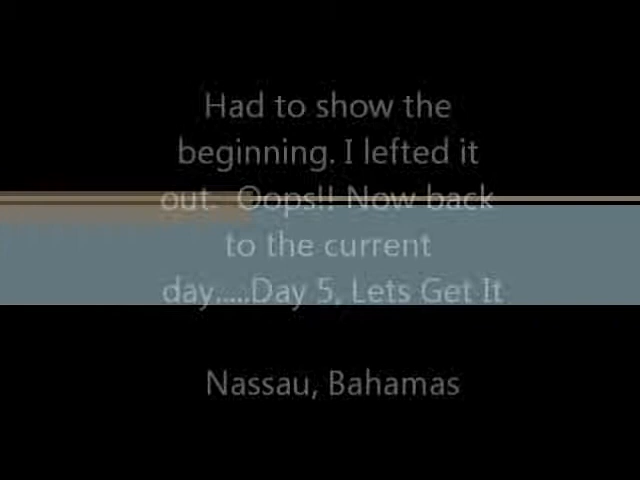 Had to show the
beginning. I lefted it
out. Oops!! Now back
to the current
day.....Day 5, Lets Get It
Nassau, Bahamas